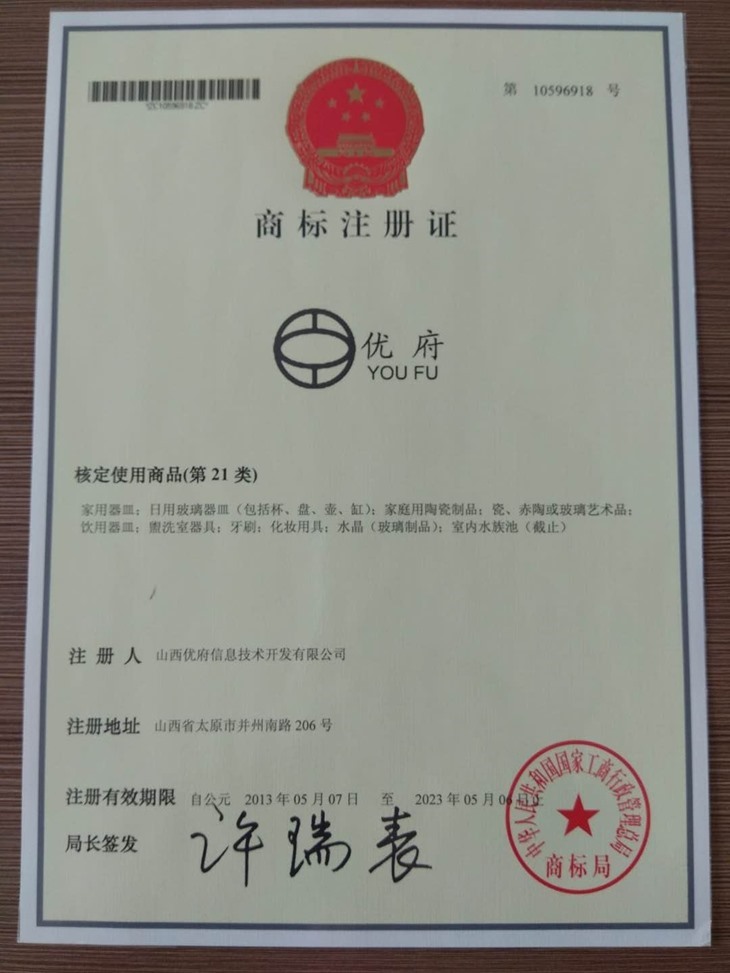 第 10596918 号
*ZC10596918ZC*
商标注册证
优府
YOU FU
核定使用商品(第 21 类)
家用器皿；日用玻璃器皿（包括杯、盘、壶、缸）；家庭用陶瓷制品；瓷、赤陶或玻璃艺术品；
饮用器皿；盥洗室器具；牙刷；化妆用具；水晶（玻璃制品）；室内水族池（截止）
注 册 人 山西优府信息技术开发有限公司
注册地址 山西省太原市并州南路 206 号
注册有效期限 自公元 2013 年 05 月 07 日 至 2023 年 05 月 06 日止
局长签发 许瑞表
中华人民共和国国家工商行政管理总局
商标局